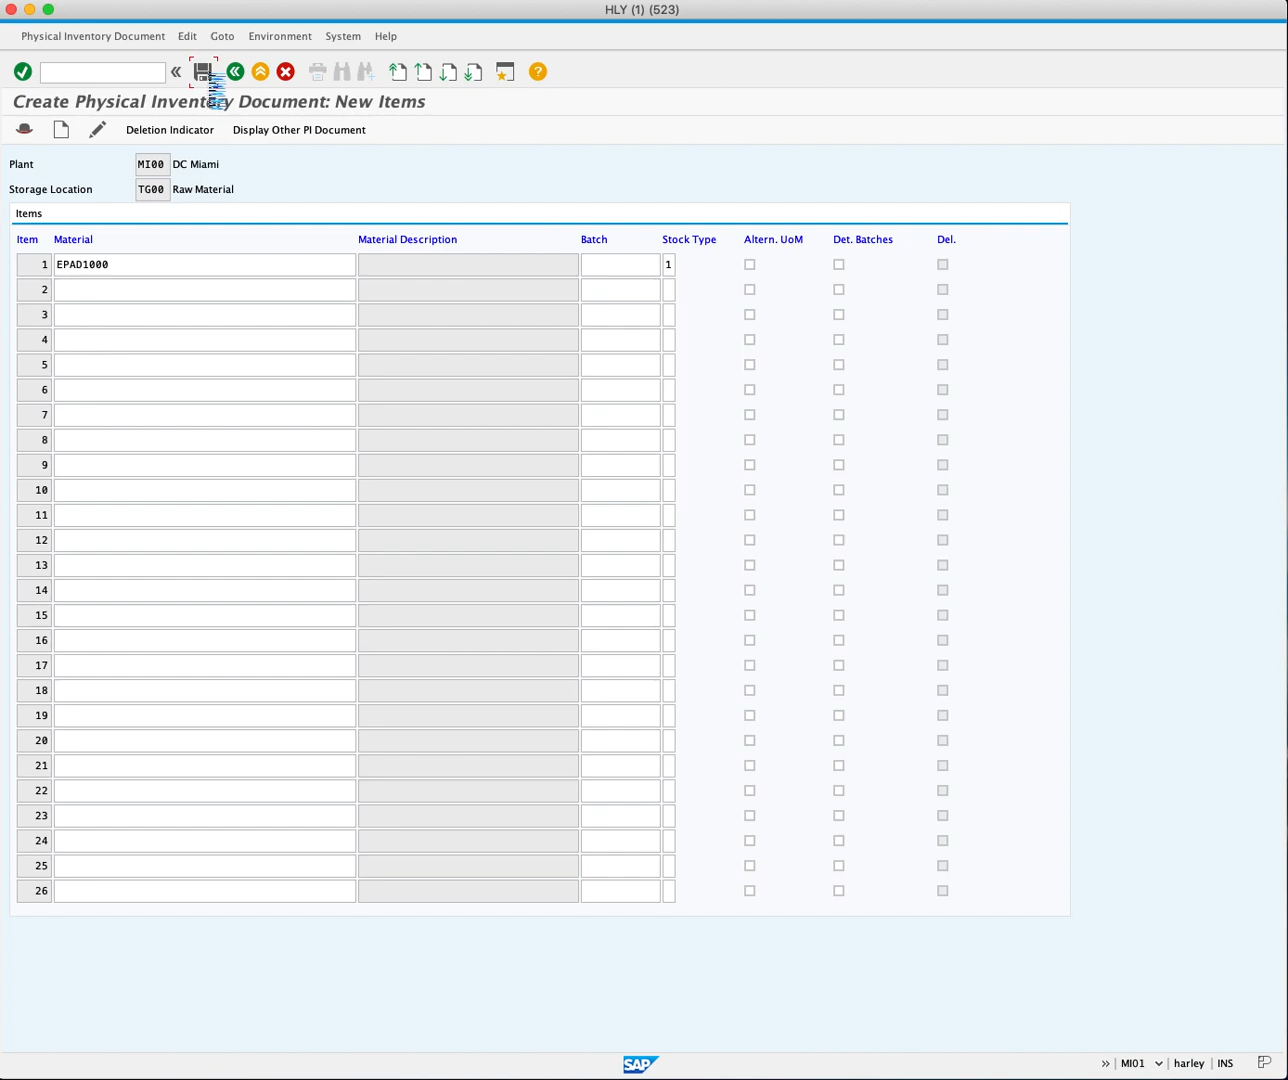 HLY (1) (523)
Physical Inventory Document Edit Goto Environment System Help
Create Physical Inventory Document: New Items
Deletion Indicator Display Other PI Document
Plant MI00 DC Miami
Storage Location TG00 Raw Material
Items
Item Material Material Description Batch Stock Type Altern. UoM Det. Batches Del.
1 EPAD1000 1
2
3
4
5
6
7
8
9
10
11
12
13
14
15
16
17
18
19
20
21
22
23
24
25
26
SAP MI01 harley INS